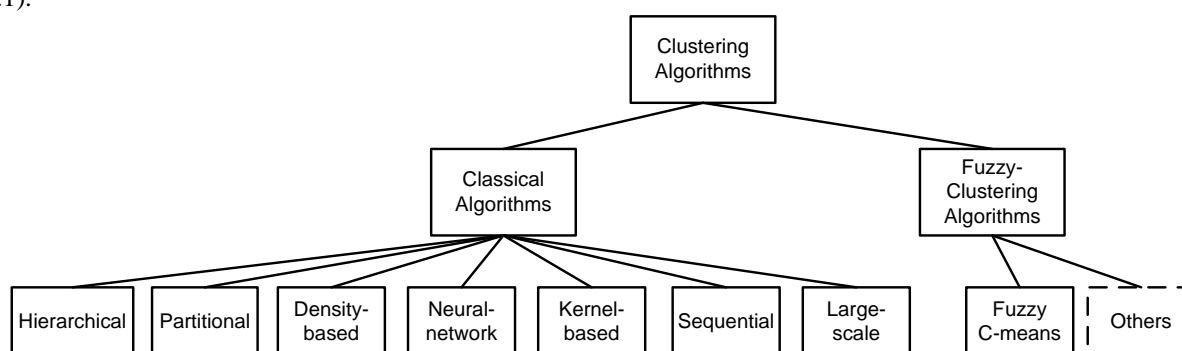 .1).
Clustering
Algorithms
Classical
Algorithms
Fuzzy-
Clustering
Algorithms
Hierarchical
Partitional
Density-
based
Neural-
network
Kernel-
based
Sequential
Large-
scale
Fuzzy
C-means
Others